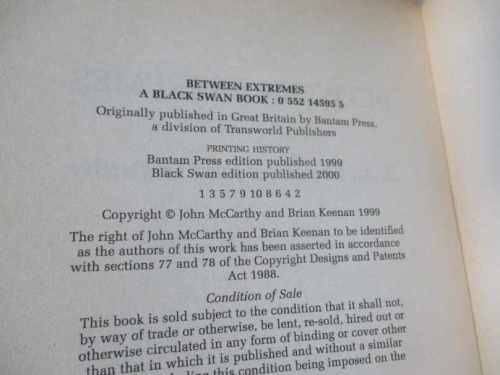 BETWEEN EXTREMES
A BLACK SWAN BOOK : 0 552 14595 5
Originally published in Great Britain by Bantam Press,
a division of Transworld Publishers
PRINTING HISTORY
Bantam Press edition published 1999
Black Swan edition published 2000
1 3 5 7 9 10 8 6 4 2
Copyright © John McCarthy and Brian Keenan 1999
The right of John McCarthy and Brian Keenan to be identified
as the authors of this work has been asserted in accordance
with sections 77 and 78 of the Copyright Designs and Patents
Act 1988.
Condition of Sale
This book is sold subject to the condition that it shall not,
by way of trade or otherwise, be lent, re-sold, hired out or
otherwise circulated in any form of binding or cover other
than that in which it is published and without a similar
this condition being imposed on the